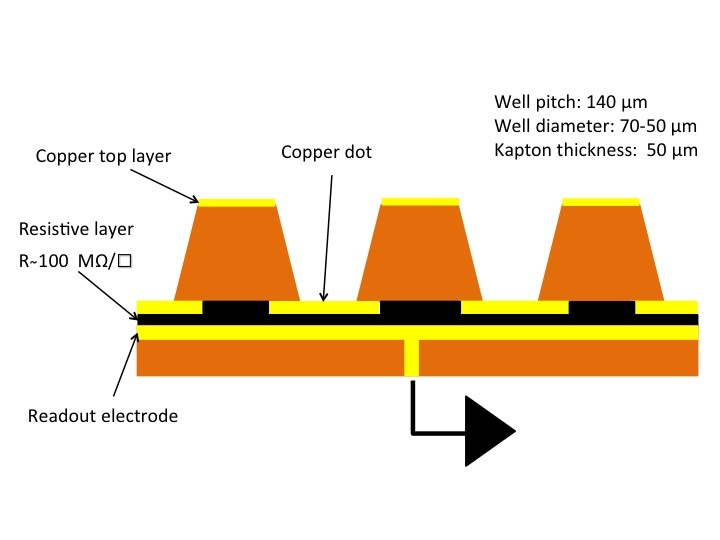 Well pitch: 140 μm
Well diameter: 70-50 μm
Kapton thickness:  50 μm
Copper top layer
Copper dot
Resistive layer
R~100  MΩ/□
Readout electrode